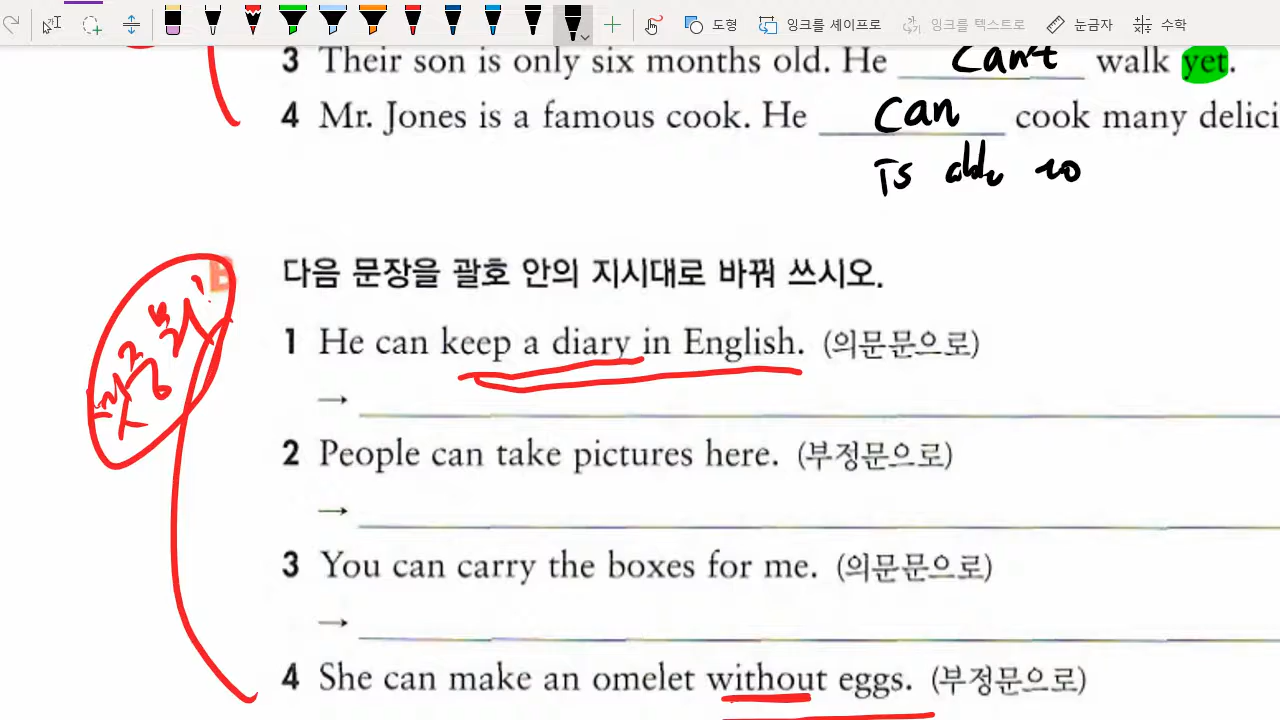 도형 잉크를 셰이프로 잉크를 텍스트로 눈금자 수학
3 Their son is only six months old. He can't walk yet.
4 Mr. Jones is a famous cook. He can cook many delici
is able to
B 다음 문장을 괄호 안의 지시대로 바꿔 쓰시오.
1 He can keep a diary in English. (의문문으로)
→
2 People can take pictures here. (부정문으로)
→
3 You can carry the boxes for me. (의문문으로)
→
4 She can make an omelet without eggs. (부정문으로)